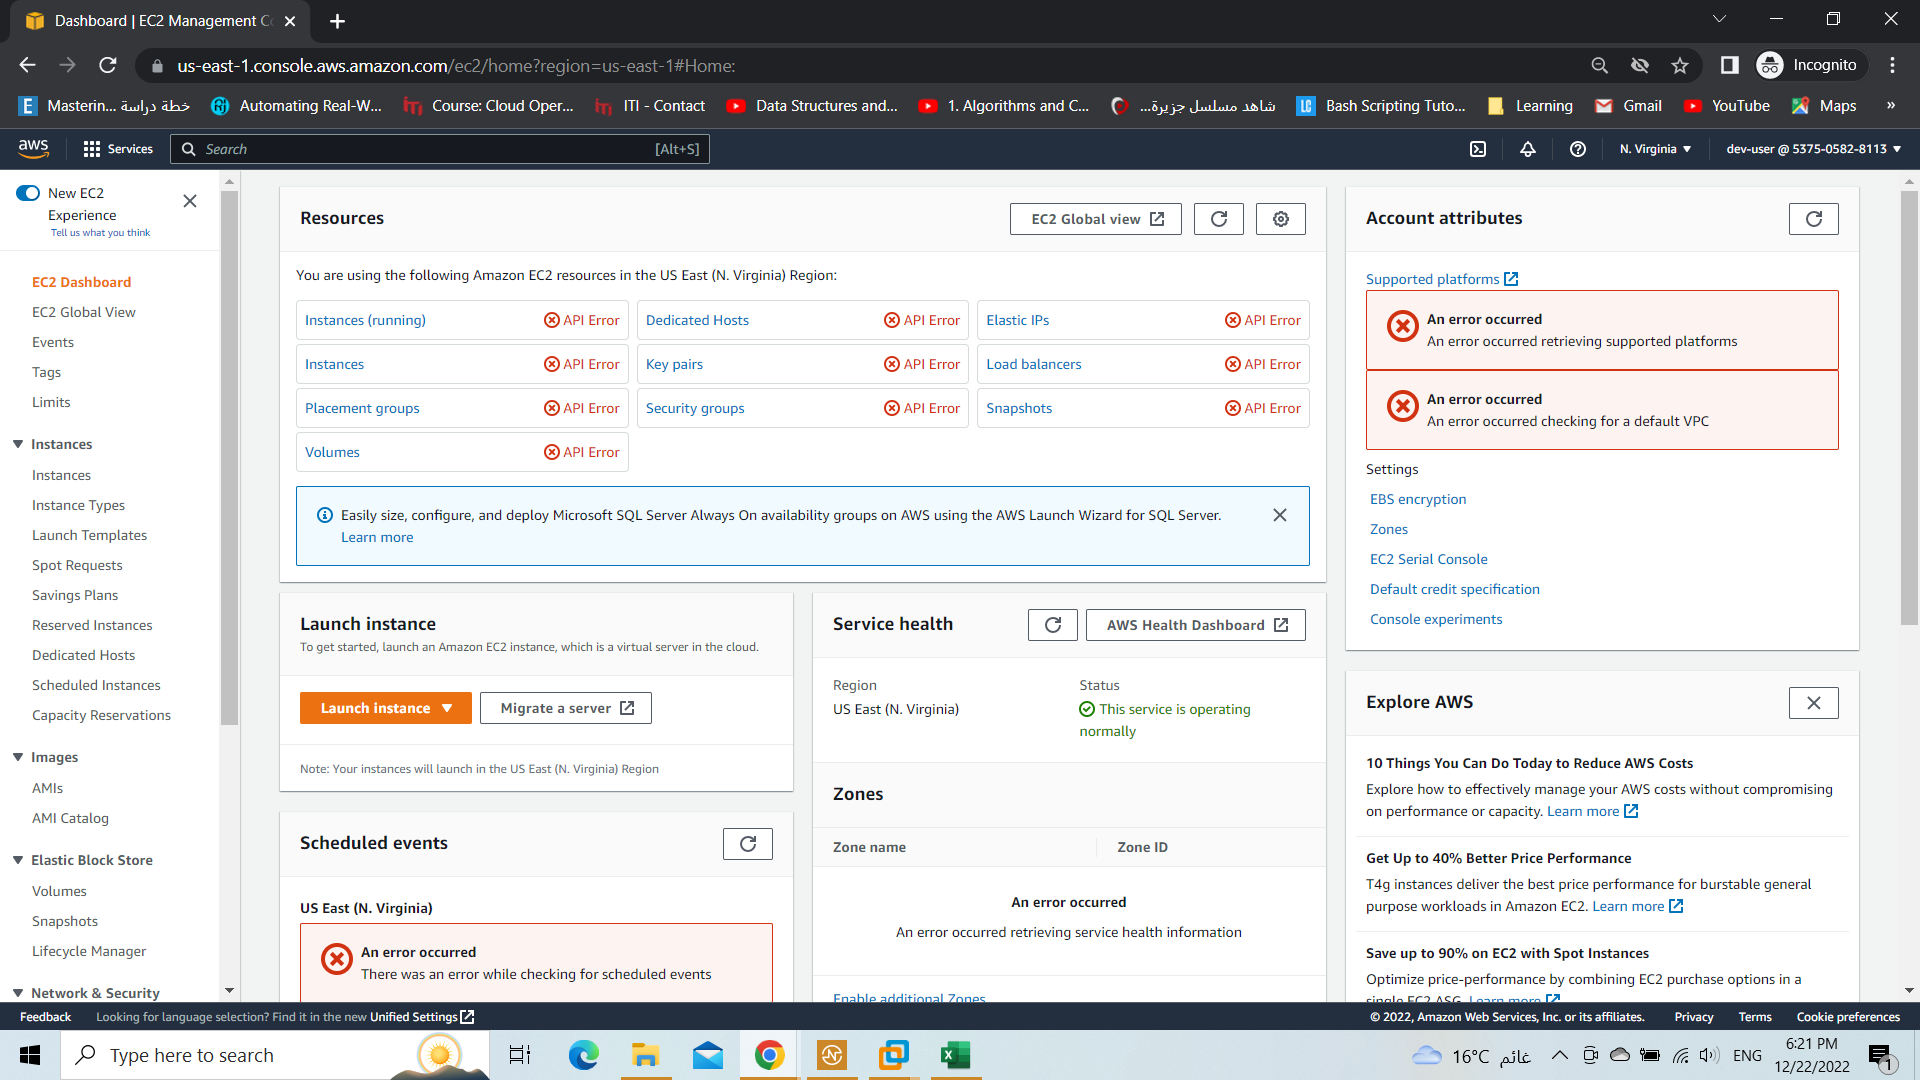 Dashboard | EC2 Management Co
us-east-1.console.aws.amazon.com/ec2/home?region=us-east-1#Home:
Incognito
E Masterin... خطة دراسة
Automating Real-W...
Course: Cloud Oper...
ITI - Contact
Data Structures and...
1. Algorithms and C...
شاهد مسلسل جزيرة...
LC Bash Scripting Tuto...
Learning
Gmail
YouTube
Maps
»
aws
Services
Search
[Alt+S]
N. Virginia
dev-user @ 5375-0582-8113
New EC2
Experience
Tell us what you think
EC2 Dashboard
EC2 Global View
Events
Tags
Limits
Instances
Instances
Instance Types
Launch Templates
Spot Requests
Savings Plans
Reserved Instances
Dedicated Hosts
Scheduled Instances
Capacity Reservations
Images
AMIs
AMI Catalog
Elastic Block Store
Volumes
Snapshots
Lifecycle Manager
Network & Security
Resources
EC2 Global view
You are using the following Amazon EC2 resources in the US East (N. Virginia) Region:
Instances (running) API Error
Dedicated Hosts API Error
Elastic IPs API Error
Instances API Error
Key pairs API Error
Load balancers API Error
Placement groups API Error
Security groups API Error
Snapshots API Error
Volumes API Error
Easily size, configure, and deploy Microsoft SQL Server Always On availability groups on AWS using the AWS Launch Wizard for SQL Server.
Learn more
Launch instance
To get started, launch an Amazon EC2 instance, which is a virtual server in the cloud.
Launch instance
Migrate a server
Note: Your instances will launch in the US East (N. Virginia) Region
Scheduled events
US East (N. Virginia)
An error occurred
There was an error while checking for scheduled events
Service health
AWS Health Dashboard
Region
US East (N. Virginia)
Status
This service is operating
normally
Zones
Zone name
Zone ID
An error occurred
An error occurred retrieving service health information
Enable additional Zones
Account attributes
Supported platforms
An error occurred
An error occurred retrieving supported platforms
An error occurred
An error occurred checking for a default VPC
Settings
EBS encryption
Zones
EC2 Serial Console
Default credit specification
Console experiments
Explore AWS
10 Things You Can Do Today to Reduce AWS Costs
Explore how to effectively manage your AWS costs without compromising
on performance or capacity. Learn more
Get Up to 40% Better Price Performance
T4g instances deliver the best price performance for burstable general
purpose workloads in Amazon EC2. Learn more
Save up to 90% on EC2 with Spot Instances
Optimize price-performance by combining EC2 purchase options in a
single EC2 ASG. Learn more
Feedback
Looking for language selection? Find it in the new Unified Settings
© 2022, Amazon Web Services, Inc. or its affiliates.
Privacy
Terms
Cookie preferences
Type here to search
16°C غائم
ENG
6:21 PM
12/22/2022
1